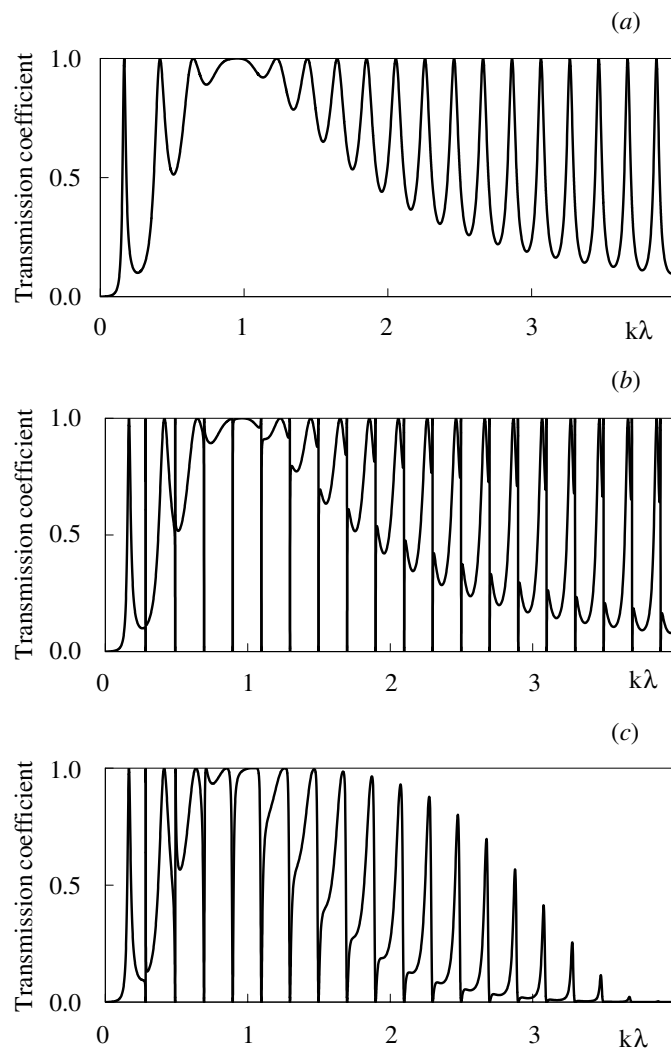 (a)
1.0
0.5
0.0
Transmission coefficient
0 1 2 3 kλ
(b)
1.0
0.5
0.0
Transmission coefficient
0 1 2 3 kλ
(c)
1.0
0.5
0.0
Transmission coefficient
0 1 2 3 kλ